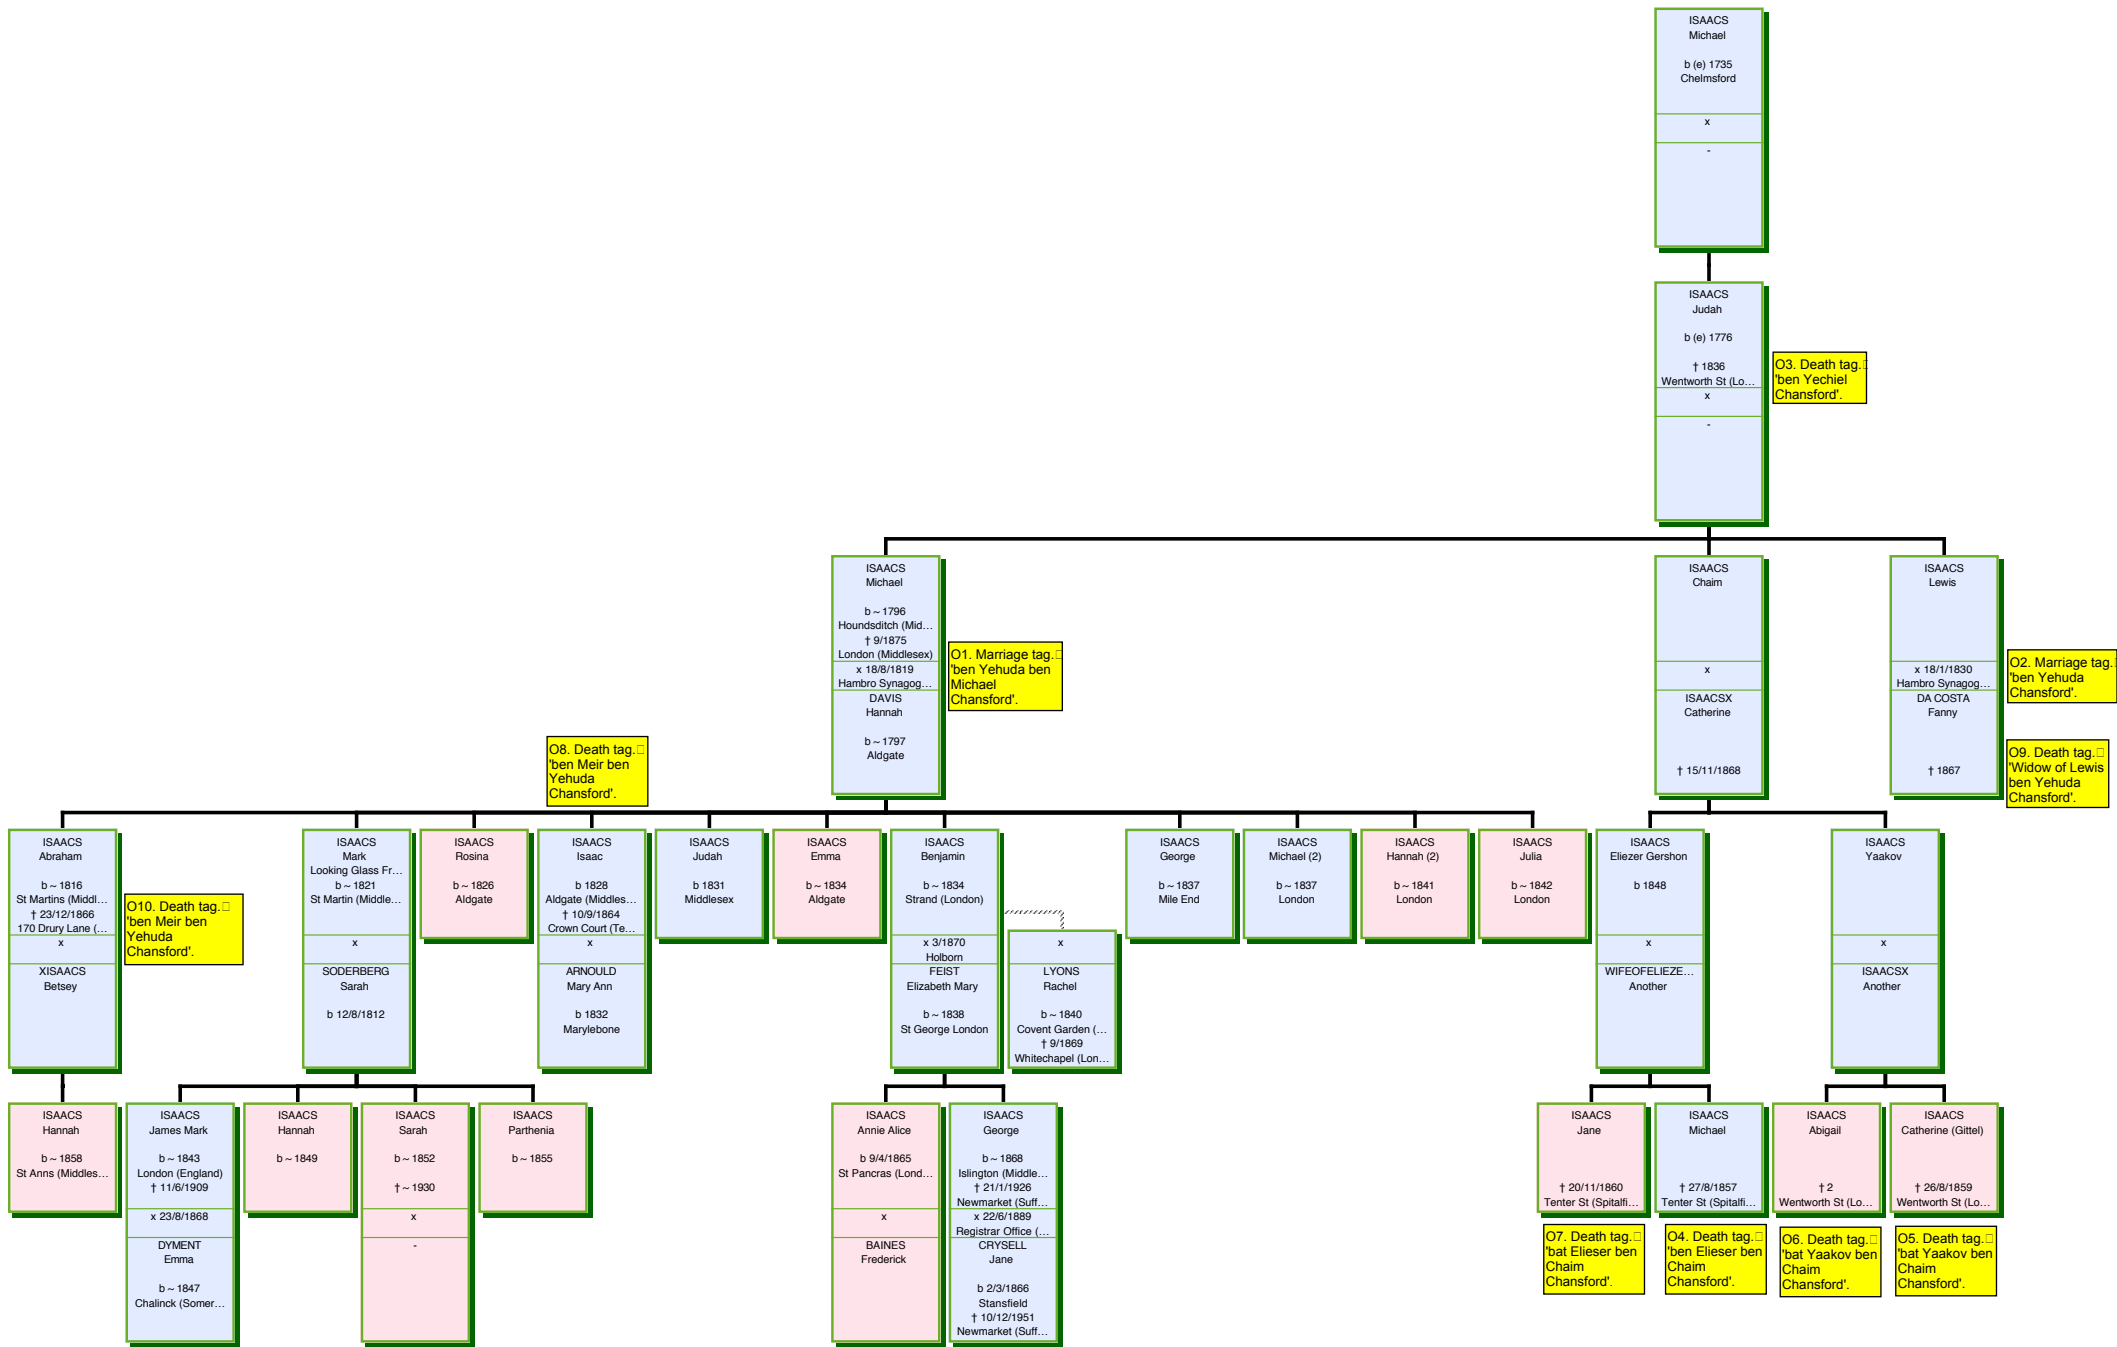 ISAACS
Michael
b (e) 1735
Chelmsford
x
-
ISAACS
Judah
b (e) 1776
† 1836
Wentworth St (Lo...
x
-
O3. Death tag.
'ben Yechiel
Chansford'.
ISAACS
Michael
b ~ 1796
Houndsditch (Mid...
† 9/1875
London (Middlesex)
x 18/8/1819
Hambro Synagog...
DAVIS
Hannah
b ~ 1797
Aldgate
O1. Marriage tag.
'ben Yehuda ben
Michael
Chansford'.
ISAACS
Chaim
x
ISAACSX
Catherine
† 15/11/1868
ISAACS
Lewis
x 18/1/1830
Hambro Synagog...
DA COSTA
Fanny
† 1867
O2. Marriage tag.
'ben Yehuda
Chansford'.
O9. Death tag.
'Widow of Lewis
ben Yehuda
Chansford'.
O8. Death tag.
'ben Meir ben
Yehuda
Chansford'.
ISAACS
Abraham
b ~ 1816
St Martins (Middl...
† 23/12/1866
170 Drury Lane (...
x
XISAACS
Betsey
O10. Death tag.
'ben Meir ben
Yehuda
Chansford'.
ISAACS
Mark
Looking Glass Fr...
b ~ 1821
St Martin (Middle...
x
SODERBERG
Sarah
b 12/8/1812
ISAACS
Rosina
b ~ 1826
Aldgate
ISAACS
Isaac
b 1828
Aldgate (Middles...
† 10/9/1864
Crown Court (Te...
x
ARNOULD
Mary Ann
b 1832
Marylebone
ISAACS
Judah
b 1831
Middlesex
ISAACS
Emma
b ~ 1834
Aldgate
ISAACS
Benjamin
b ~ 1834
Strand (London)
x 3/1870
Holborn
FEIST
Elizabeth Mary
b ~ 1838
St George London
x
LYONS
Rachel
b ~ 1840
Covent Garden (...
† 9/1869
Whitechapel (Lon...
ISAACS
George
b ~ 1837
Mile End
ISAACS
Michael (2)
b ~ 1837
London
ISAACS
Hannah (2)
b ~ 1841
London
ISAACS
Julia
b ~ 1842
London
ISAACS
Eliezer Gershon
b 1848
x
WIFEOFELIEZE...
Another
ISAACS
Yaakov
x
ISAACSX
Another
ISAACS
Hannah
b ~ 1858
St Anns (Middles...
ISAACS
James Mark
b ~ 1843
London (England)
† 11/6/1909
x 23/8/1868
DYMENT
Emma
b ~ 1847
Chalinck (Somer...
ISAACS
Hannah
b ~ 1849
ISAACS
Sarah
b ~ 1852
† ~ 1930
x
-
ISAACS
Parthenia
b ~ 1855
ISAACS
Annie Alice
b 9/4/1865
St Pancras (Lond...
x
BAINES
Frederick
ISAACS
George
b ~ 1868
Islington (Middle...
† 21/1/1926
Newmarket (Suff...
x 22/6/1889
Registrar Office (...
CRYSELL
Jane
b 2/3/1866
Stansfield
† 10/12/1951
Newmarket (Suff...
ISAACS
Jane
† 20/11/1860
Tenter St (Spitalfi...
ISAACS
Michael
† 27/8/1857
Tenter St (Spitalfi...
ISAACS
Abigail
† 2
Wentworth St (Lo...
ISAACS
Catherine (Gittel)
† 26/8/1859
Wentworth St (Lo...
O7. Death tag.
'bat Elieser ben
Chaim
Chansford'.
O4. Death tag.
'ben Elieser ben
Chaim
Chansford'.
O6. Death tag.
'bat Yaakov ben
Chaim
Chansford'.
O5. Death tag.
'bat Yaakov ben
Chaim
Chansford'.